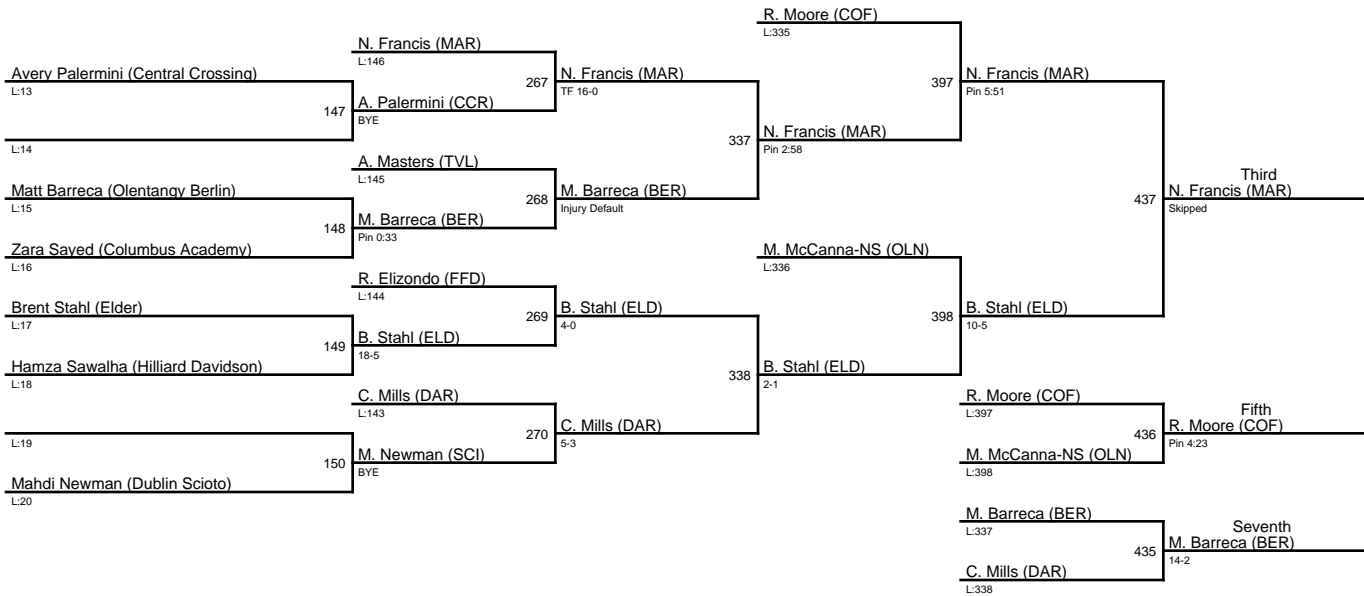 R. Moore (COF)
L:335
N. Francis (MAR)
L:146
Avery Palermini (Central Crossing)
L:13
267
N. Francis (MAR)
TF 16-0
397
N. Francis (MAR)
Pin 5:51
147
A. Palermini (CCR)
BYE
L:14
337
N. Francis (MAR)
Pin 2:58
A. Masters (TVL)
L:145
Matt Barreca (Olentangy Berlin)
L:15
268
M. Barreca (BER)
Injury Default
437
Third
N. Francis (MAR)
Skipped
148
M. Barreca (BER)
Pin 0:33
Zara Sayed (Columbus Academy)
L:16
M. McCanna-NS (OLN)
L:336
R. Elizondo (FFD)
L:144
Brent Stahl (Elder)
L:17
269
B. Stahl (ELD)
4-0
398
B. Stahl (ELD)
10-5
149
B. Stahl (ELD)
18-5
Hamza Sawalha (Hilliard Davidson)
L:18
338
B. Stahl (ELD)
2-1
C. Mills (DAR)
L:143
R. Moore (COF)
L:397
L:19
270
C. Mills (DAR)
5-3
436
Fifth
R. Moore (COF)
Pin 4:23
150
M. Newman (SCI)
BYE
M. McCanna-NS (OLN)
L:398
Mahdi Newman (Dublin Scioto)
L:20
M. Barreca (BER)
L:337
435
Seventh
M. Barreca (BER)
14-2
C. Mills (DAR)
L:338